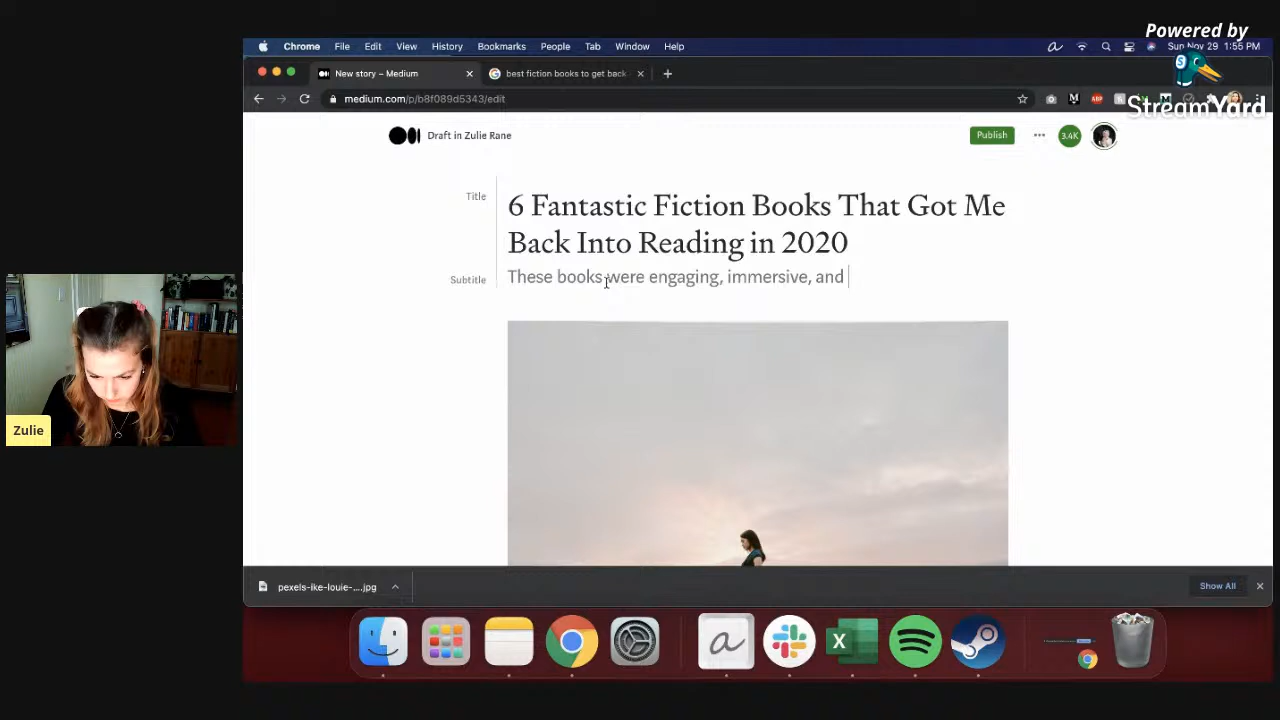 Powered by
StreamYard
Chrome File Edit View History Bookmarks People Tab Window Help
Sun Nov 29 1:55 PM
New story – Medium
best fiction books to get back
medium.com/p/b8f089d5343/edit
Draft in Zulie Rane
Publish
3.4K
Title
6 Fantastic Fiction Books That Got Me
Back Into Reading in 2020
Subtitle
These books were engaging, immersive, and
Zulie
pexels-ike-louie-....jpg
Show All